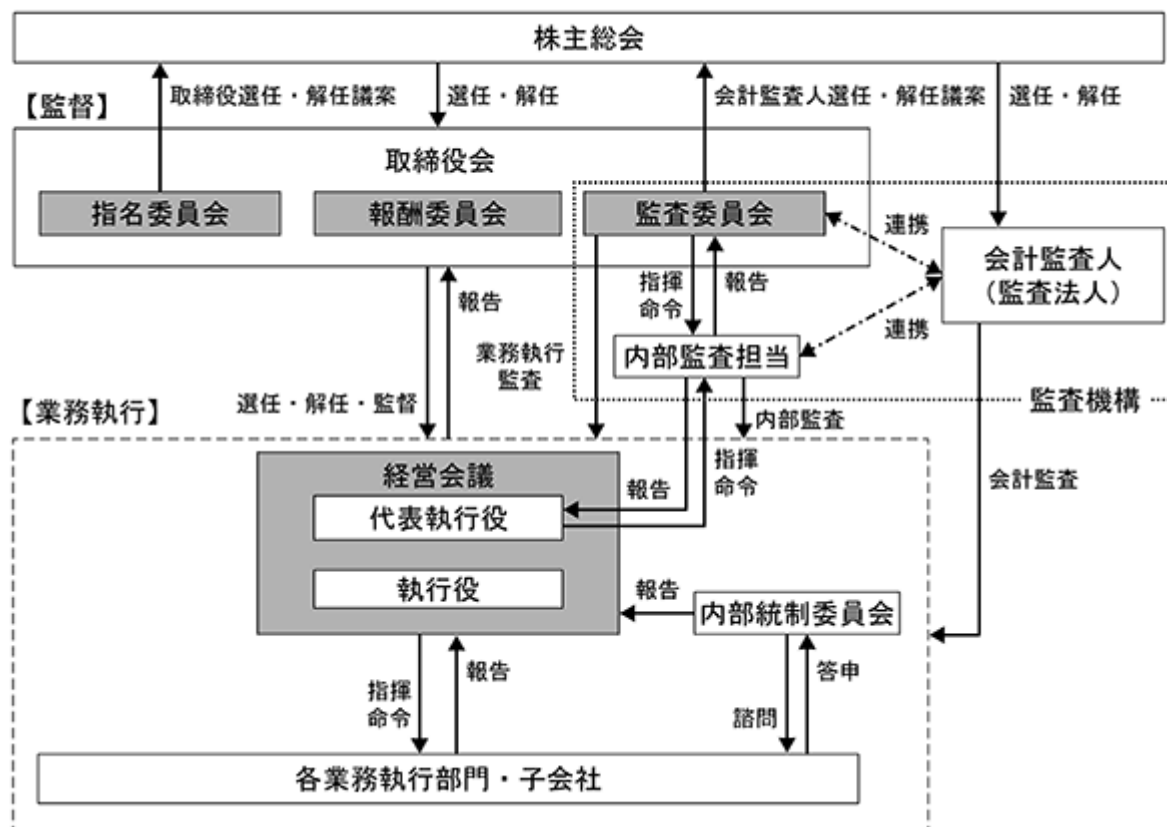 株主総会
取締役選任・解任議案
選任・解任
会計監査人選任・解任議案
選任・解任
【監督】
取締役会
指名委員会
報酬委員会
監査委員会
連携
会計監査人
（監査法人）
指揮
命令
報告
報告
連携
業務執行
監査
内部監査担当
【業務執行】
選任・解任・監督
監査機構
内部監査
経営会議
報告
指揮
命令
会計監査
代表執行役
執行役
報告
内部統制委員会
指揮
命令
報告
諮問
答申
各業務執行部門・子会社